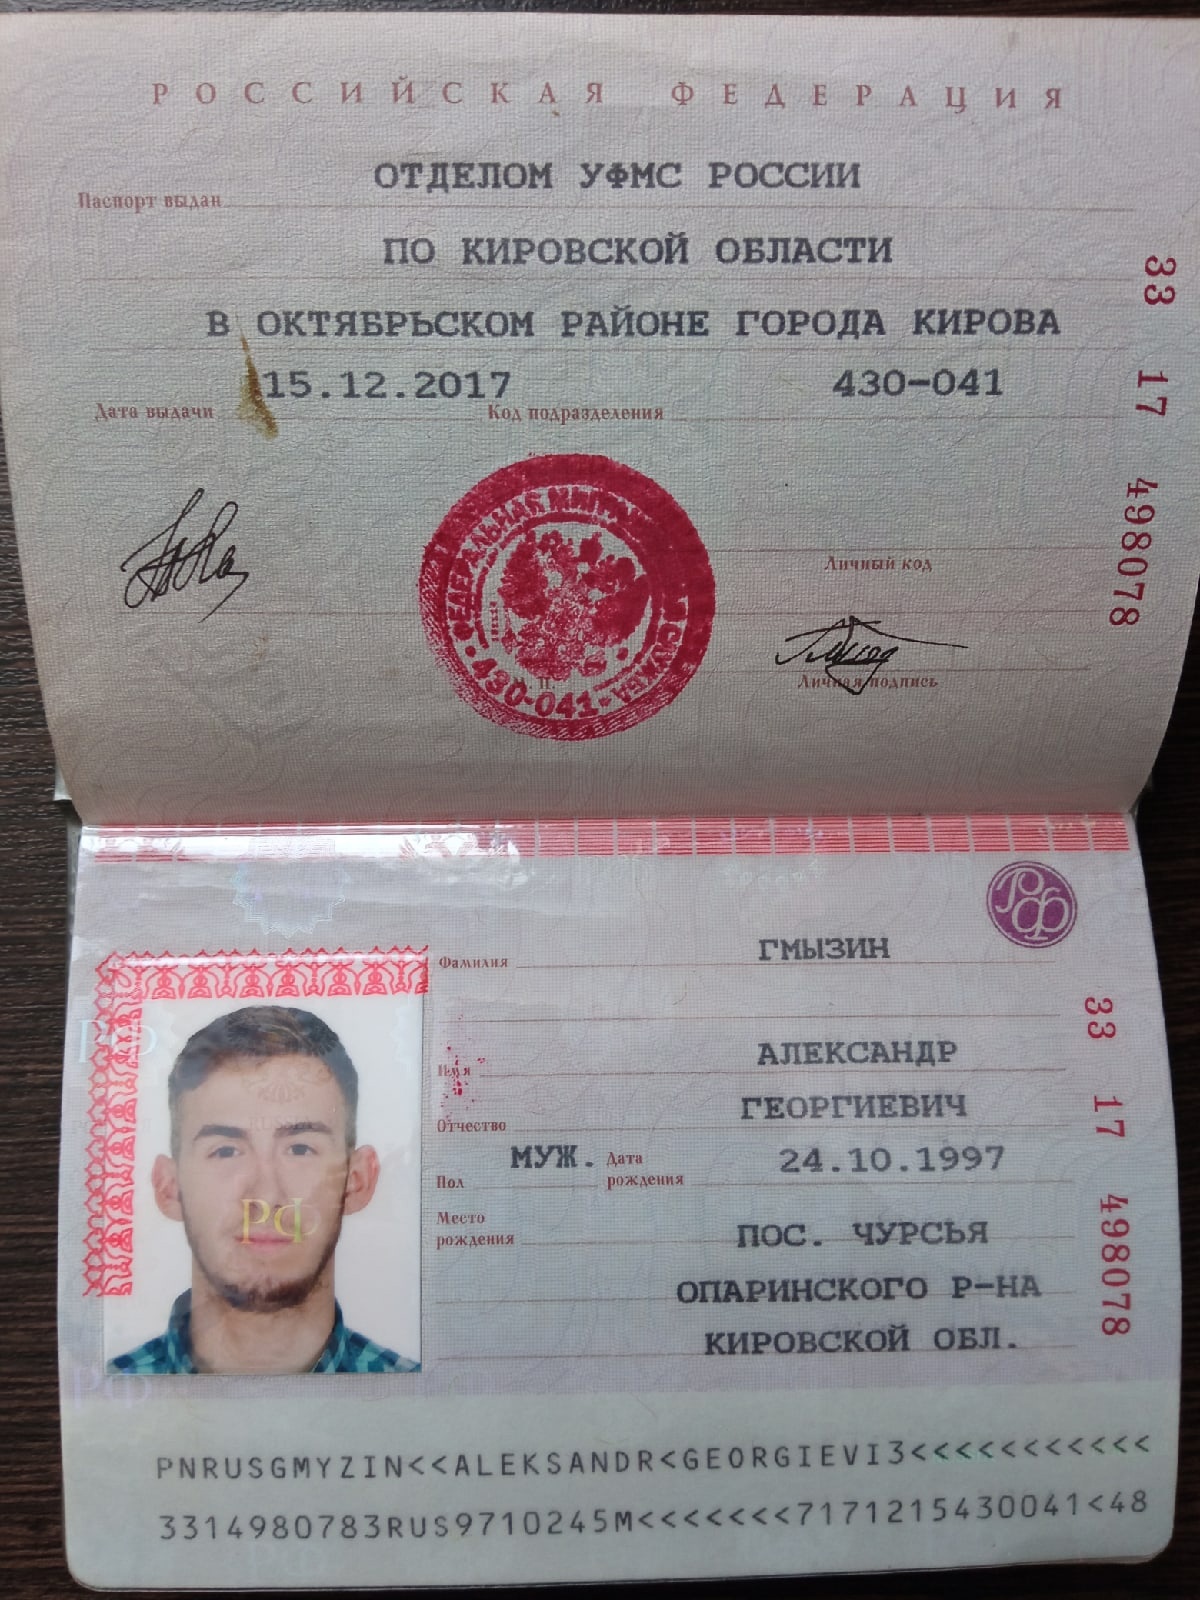 РОССИЙСКАЯ ФЕДЕРАЦИЯ
Паспорт выдан ОТДЕЛОМ УФМС РОССИИ
ПО КИРОВСКОЙ ОБЛАСТИ
В ОКТЯБРЬСКОМ РАЙОНЕ ГОРОДА КИРОВА
Дата выдачи 15.12.2017 Код подразделения 430-041
33 17 498078
ФЕДЕРАЛЬНАЯ СЛУЖБА
430-041
Личный код
Личная подпись
РФ
Фамилия ГМЫЗИН
Имя АЛЕКСАНДР
Отчество ГЕОРГИЕВИЧ
Пол МУЖ. Дата рождения 24.10.1997
Место рождения ПОС. ЧУРСЬЯ
ОПАРИНСКОГО Р-НА
КИРОВСКОЙ ОБЛ.
33 17 498078
РФ
PNRUSGMYZIN<<ALEKSANDR<GEORGIEVI3<<<<<<<<<<<
3314980783RUS9710245M<<<<<<<7171215430041<48